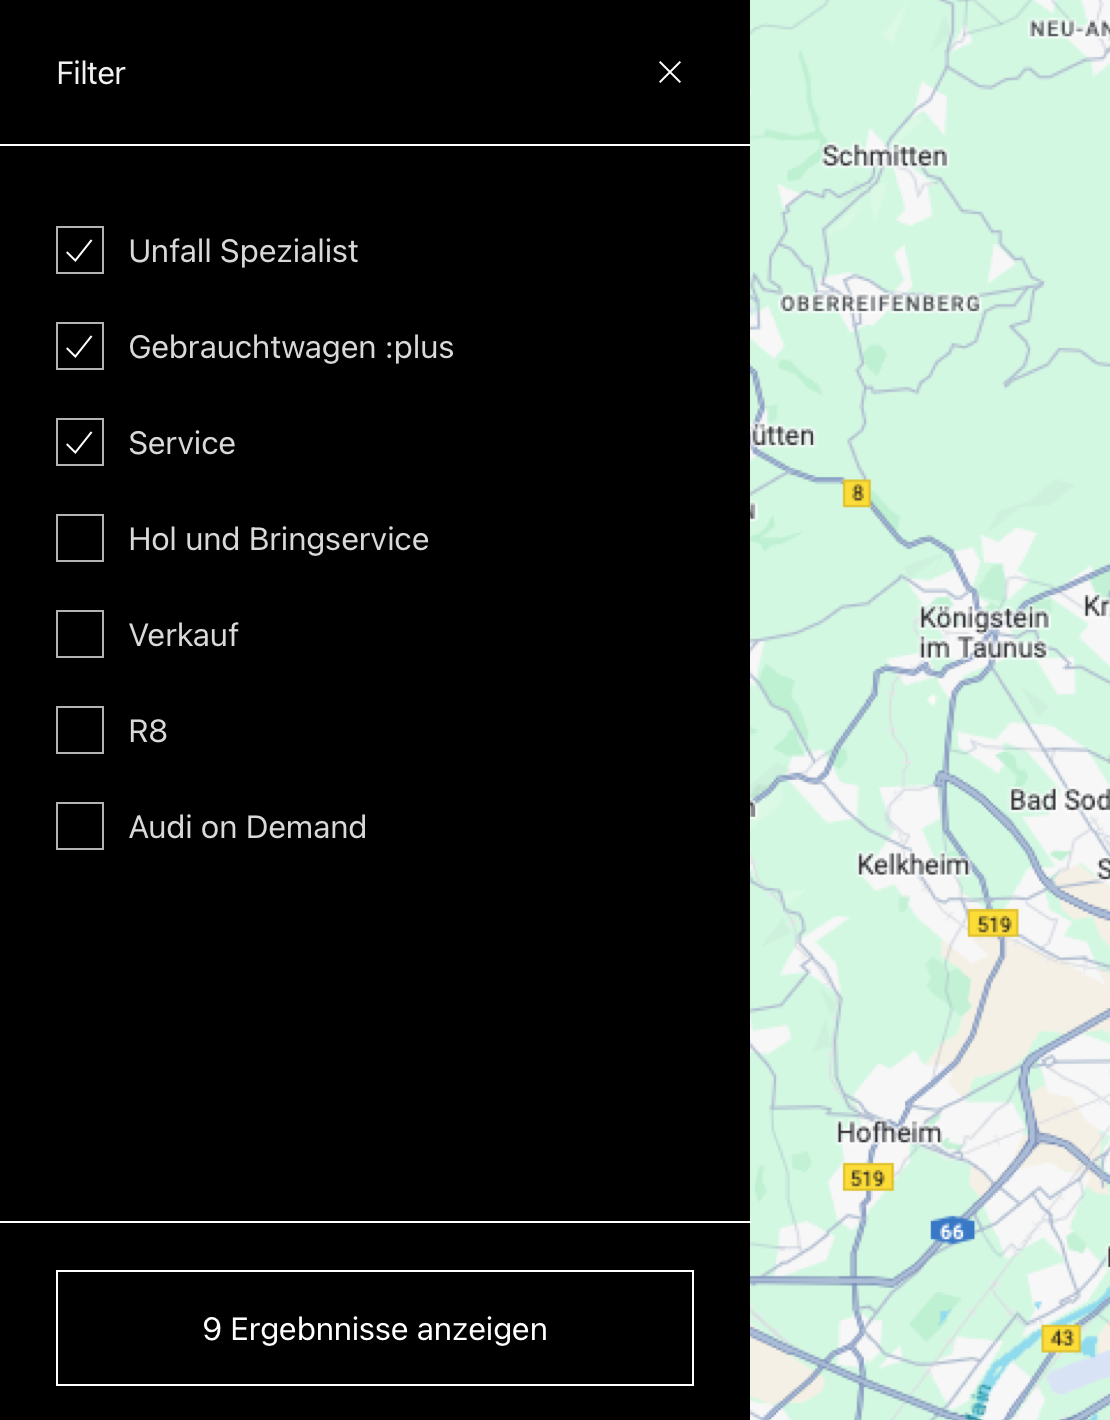 Filter
Unfall Spezialist
Gebrauchtwagen :plus
Service
Hol und Bringservice
Verkauf
R8
Audi on Demand
9 Ergebnnisse anzeigen
NEU-AN
Schmitten
OBERREIFENBERG
ütten
8
Königstein
im Taunus
Kr
Bad Sod
Kelkheim
S
519
Hofheim
519
66
43
ain